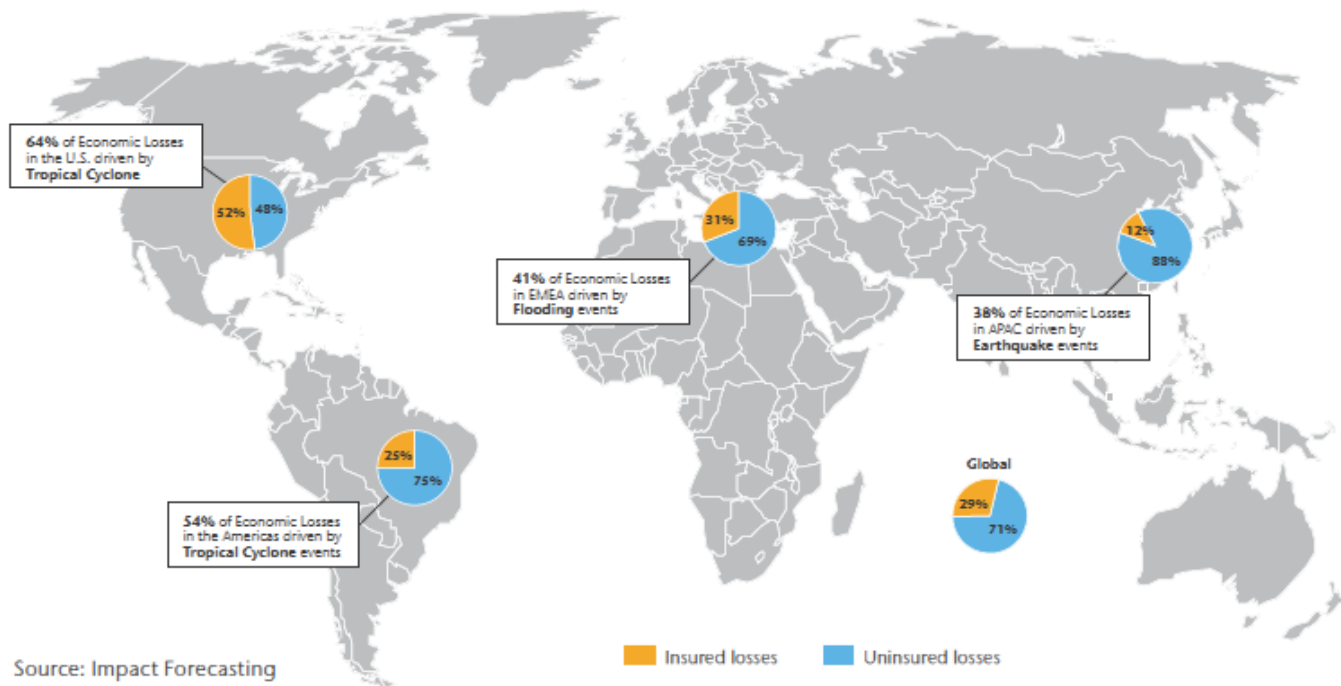 64% of Economic Losses
in the U.S. driven by
Tropical Cyclone
52%
48%
31%
69%
41% of Economic Losses
in EMEA driven by
Flooding events
12%
88%
38% of Economic Losses
in APAC driven by
Earthquake events
25%
75%
54% of Economic Losses
in the Americas driven by
Tropical Cyclone events
Global
29%
71%
Source: Impact Forecasting
Insured losses
Uninsured losses